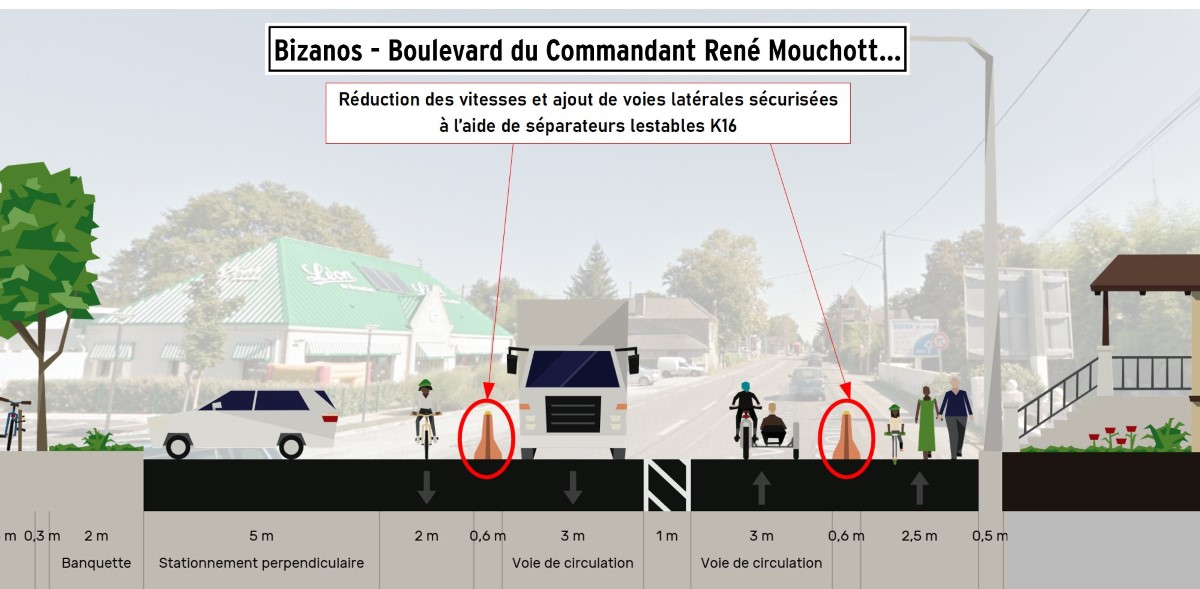 Bizanos - Boulevard du Commandant René Mouchott...
Réduction des vitesses et ajout de voies latérales sécurisées
à l'aide de séparateurs lestables K16
Léon
m 0,3 m 2 m 5 m 2 m 0,6 m 3 m 1 m 3 m 0,6 m 2,5 m 0,5 m
Banquette Stationnement perpendiculaire Voie de circulation Voie de circulation